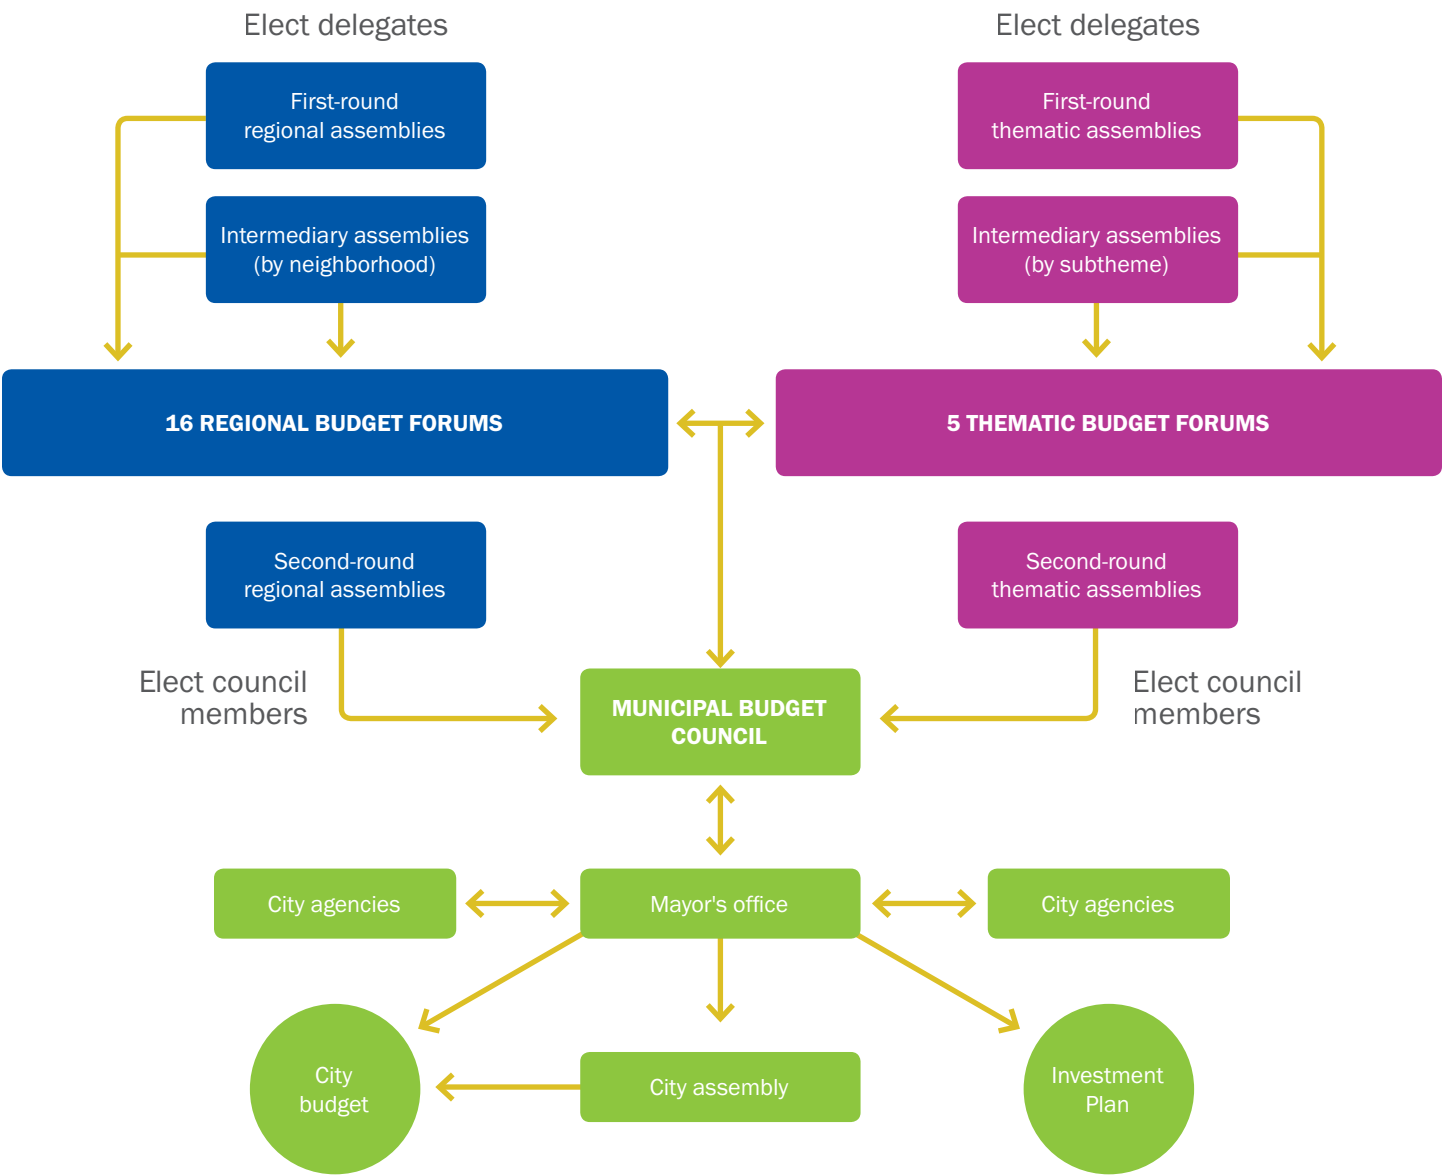 Elect delegates
Elect delegates
First-round
regional assemblies
First-round
thematic assemblies
Intermediary assemblies
(by neighborhood)
Intermediary assemblies
(by subtheme)
16 REGIONAL BUDGET FORUMS
5 THEMATIC BUDGET FORUMS
Second-round
regional assemblies
Second-round
thematic assemblies
Elect council
members
MUNICIPAL BUDGET
COUNCIL
Elect council
members
City agencies
Mayor's office
City agencies
City
budget
City assembly
Investment
Plan